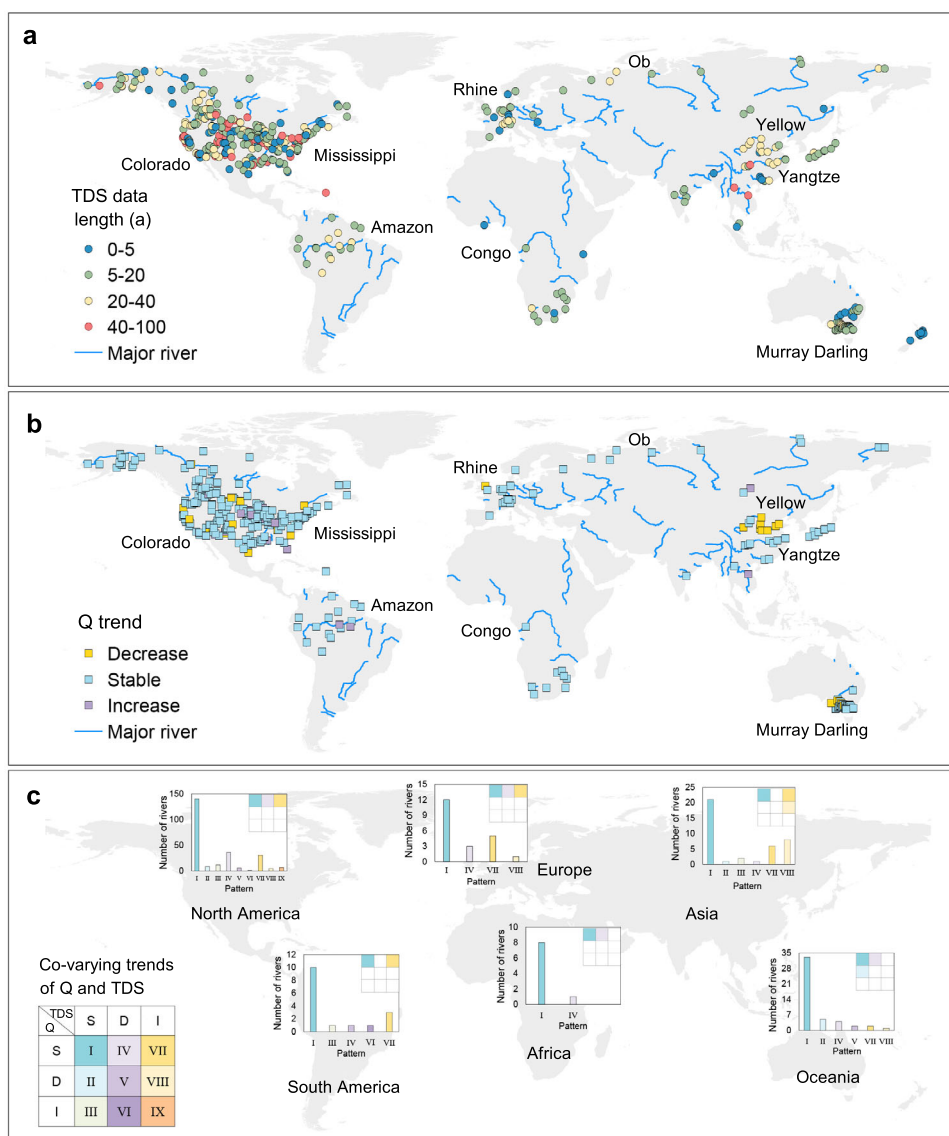 a
Ob
Rhine
Yellow
Colorado
Mississippi
Yangtze
TDS data
length (a)
0-5
5-20
20-40
40-100
Major river
Amazon
Congo
Murray Darling
b
Ob
Rhine
Yellow
Colorado
Mississippi
Yangtze
Amazon
Congo
Q trend
Decrease
Stable
Increase
Major river
Murray Darling
c
Number of rivers
150
100
50
0
I II III IV V VI VII VIII IX
Pattern
North America
Number of rivers
15
12
9
6
3
0
I IV VII VIII
Pattern
Europe
Number of rivers
25
20
15
10
5
0
I II III IV VII VIII
Pattern
Asia
Number of rivers
12
10
8
6
4
2
0
I III IV VI VII
Pattern
South America
Number of rivers
10
8
6
4
2
0
I IV
Pattern
Africa
Number of rivers
35
28
21
14
7
0
I II IV V VII VIII
Pattern
Oceania
Co-varying trends
of Q and TDS
TDS
Q
S D I
S I IV VII
D II V VIII
I III VI IX